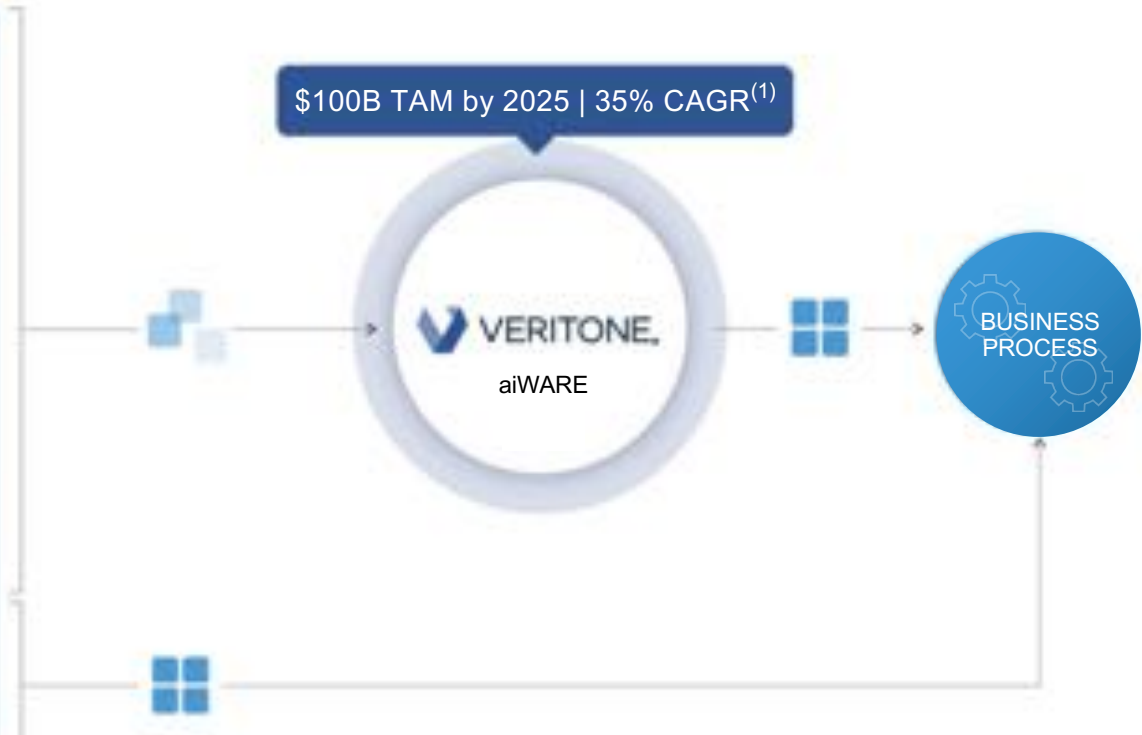 $100B TAM by 2025 | 35% CAGR(1)
VERITONE.
aiWARE
BUSINESS
PROCESS